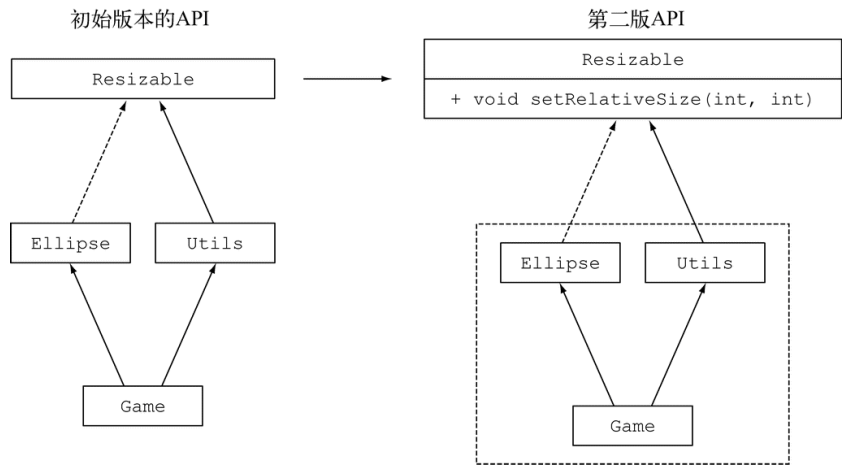 初始版本的API
Resizable
Ellipse
Utils
Game
第二版API
Resizable
+ void setRelativeSize(int, int)
Ellipse
Utils
Game